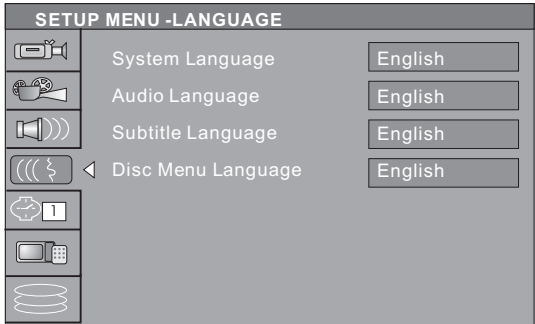 SETUP MENU -LANGUAGE
System Language English
Audio Language English
Subtitle Language English
Disc Menu Language English
1